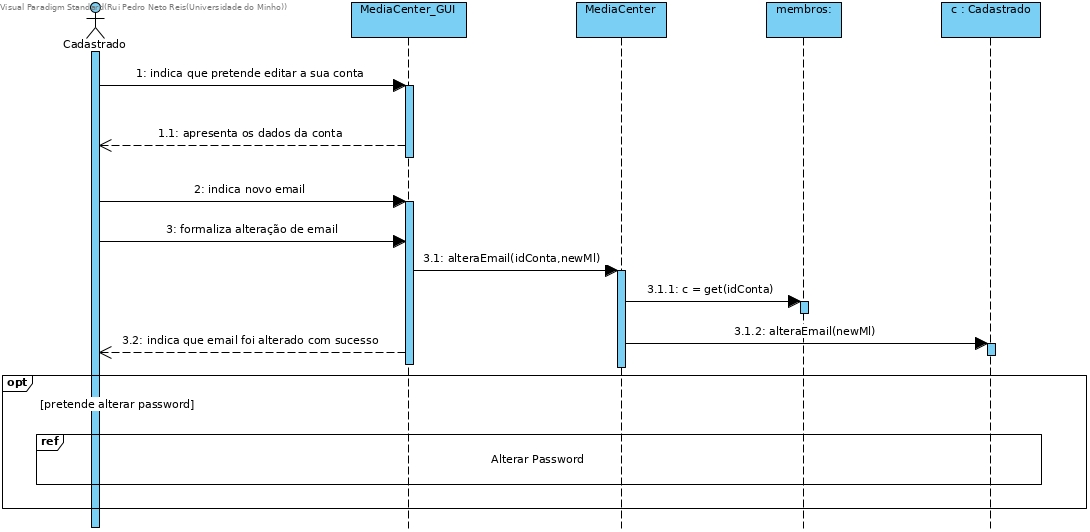 Visual Paradigm Standard(Rui Pedro Neto Reis(Universidade do Minho))
Cadastrado
MediaCenter_GUI
MediaCenter
membros:
c : Cadastrado
1: indica que pretende editar a sua conta
1.1: apresenta os dados da conta
2: indica novo email
3: formaliza alteração de email
3.1: alteraEmail(idConta,newMl)
3.1.1: c = get(idConta)
3.1.2: alteraEmail(newMl)
3.2: indica que email foi alterado com sucesso
opt
[pretende alterar password]
ref
Alterar Password